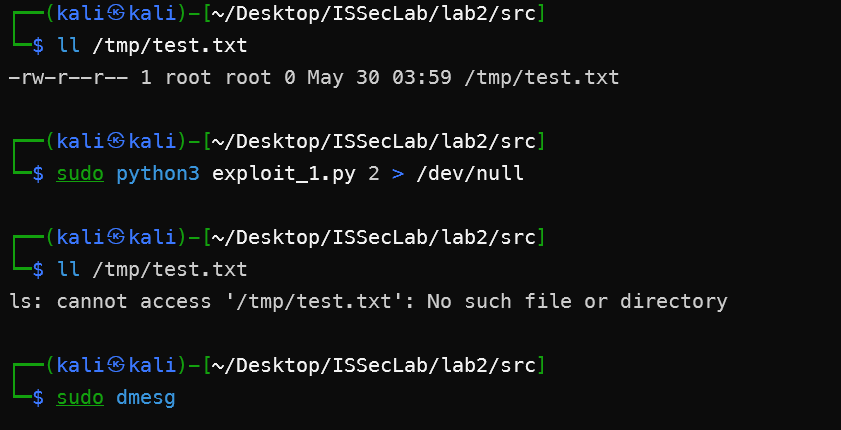 ┌──(kali㉿kali)-[~/Desktop/ISSecLab/lab2/src]
└─$ ll /tmp/test.txt
-rw-r--r-- 1 root root 0 May 30 03:59 /tmp/test.txt
┌──(kali㉿kali)-[~/Desktop/ISSecLab/lab2/src]
└─$ sudo python3 exploit_1.py 2 > /dev/null
┌──(kali㉿kali)-[~/Desktop/ISSecLab/lab2/src]
└─$ ll /tmp/test.txt
ls: cannot access '/tmp/test.txt': No such file or directory
┌──(kali㉿kali)-[~/Desktop/ISSecLab/lab2/src]
└─$ sudo dmesg